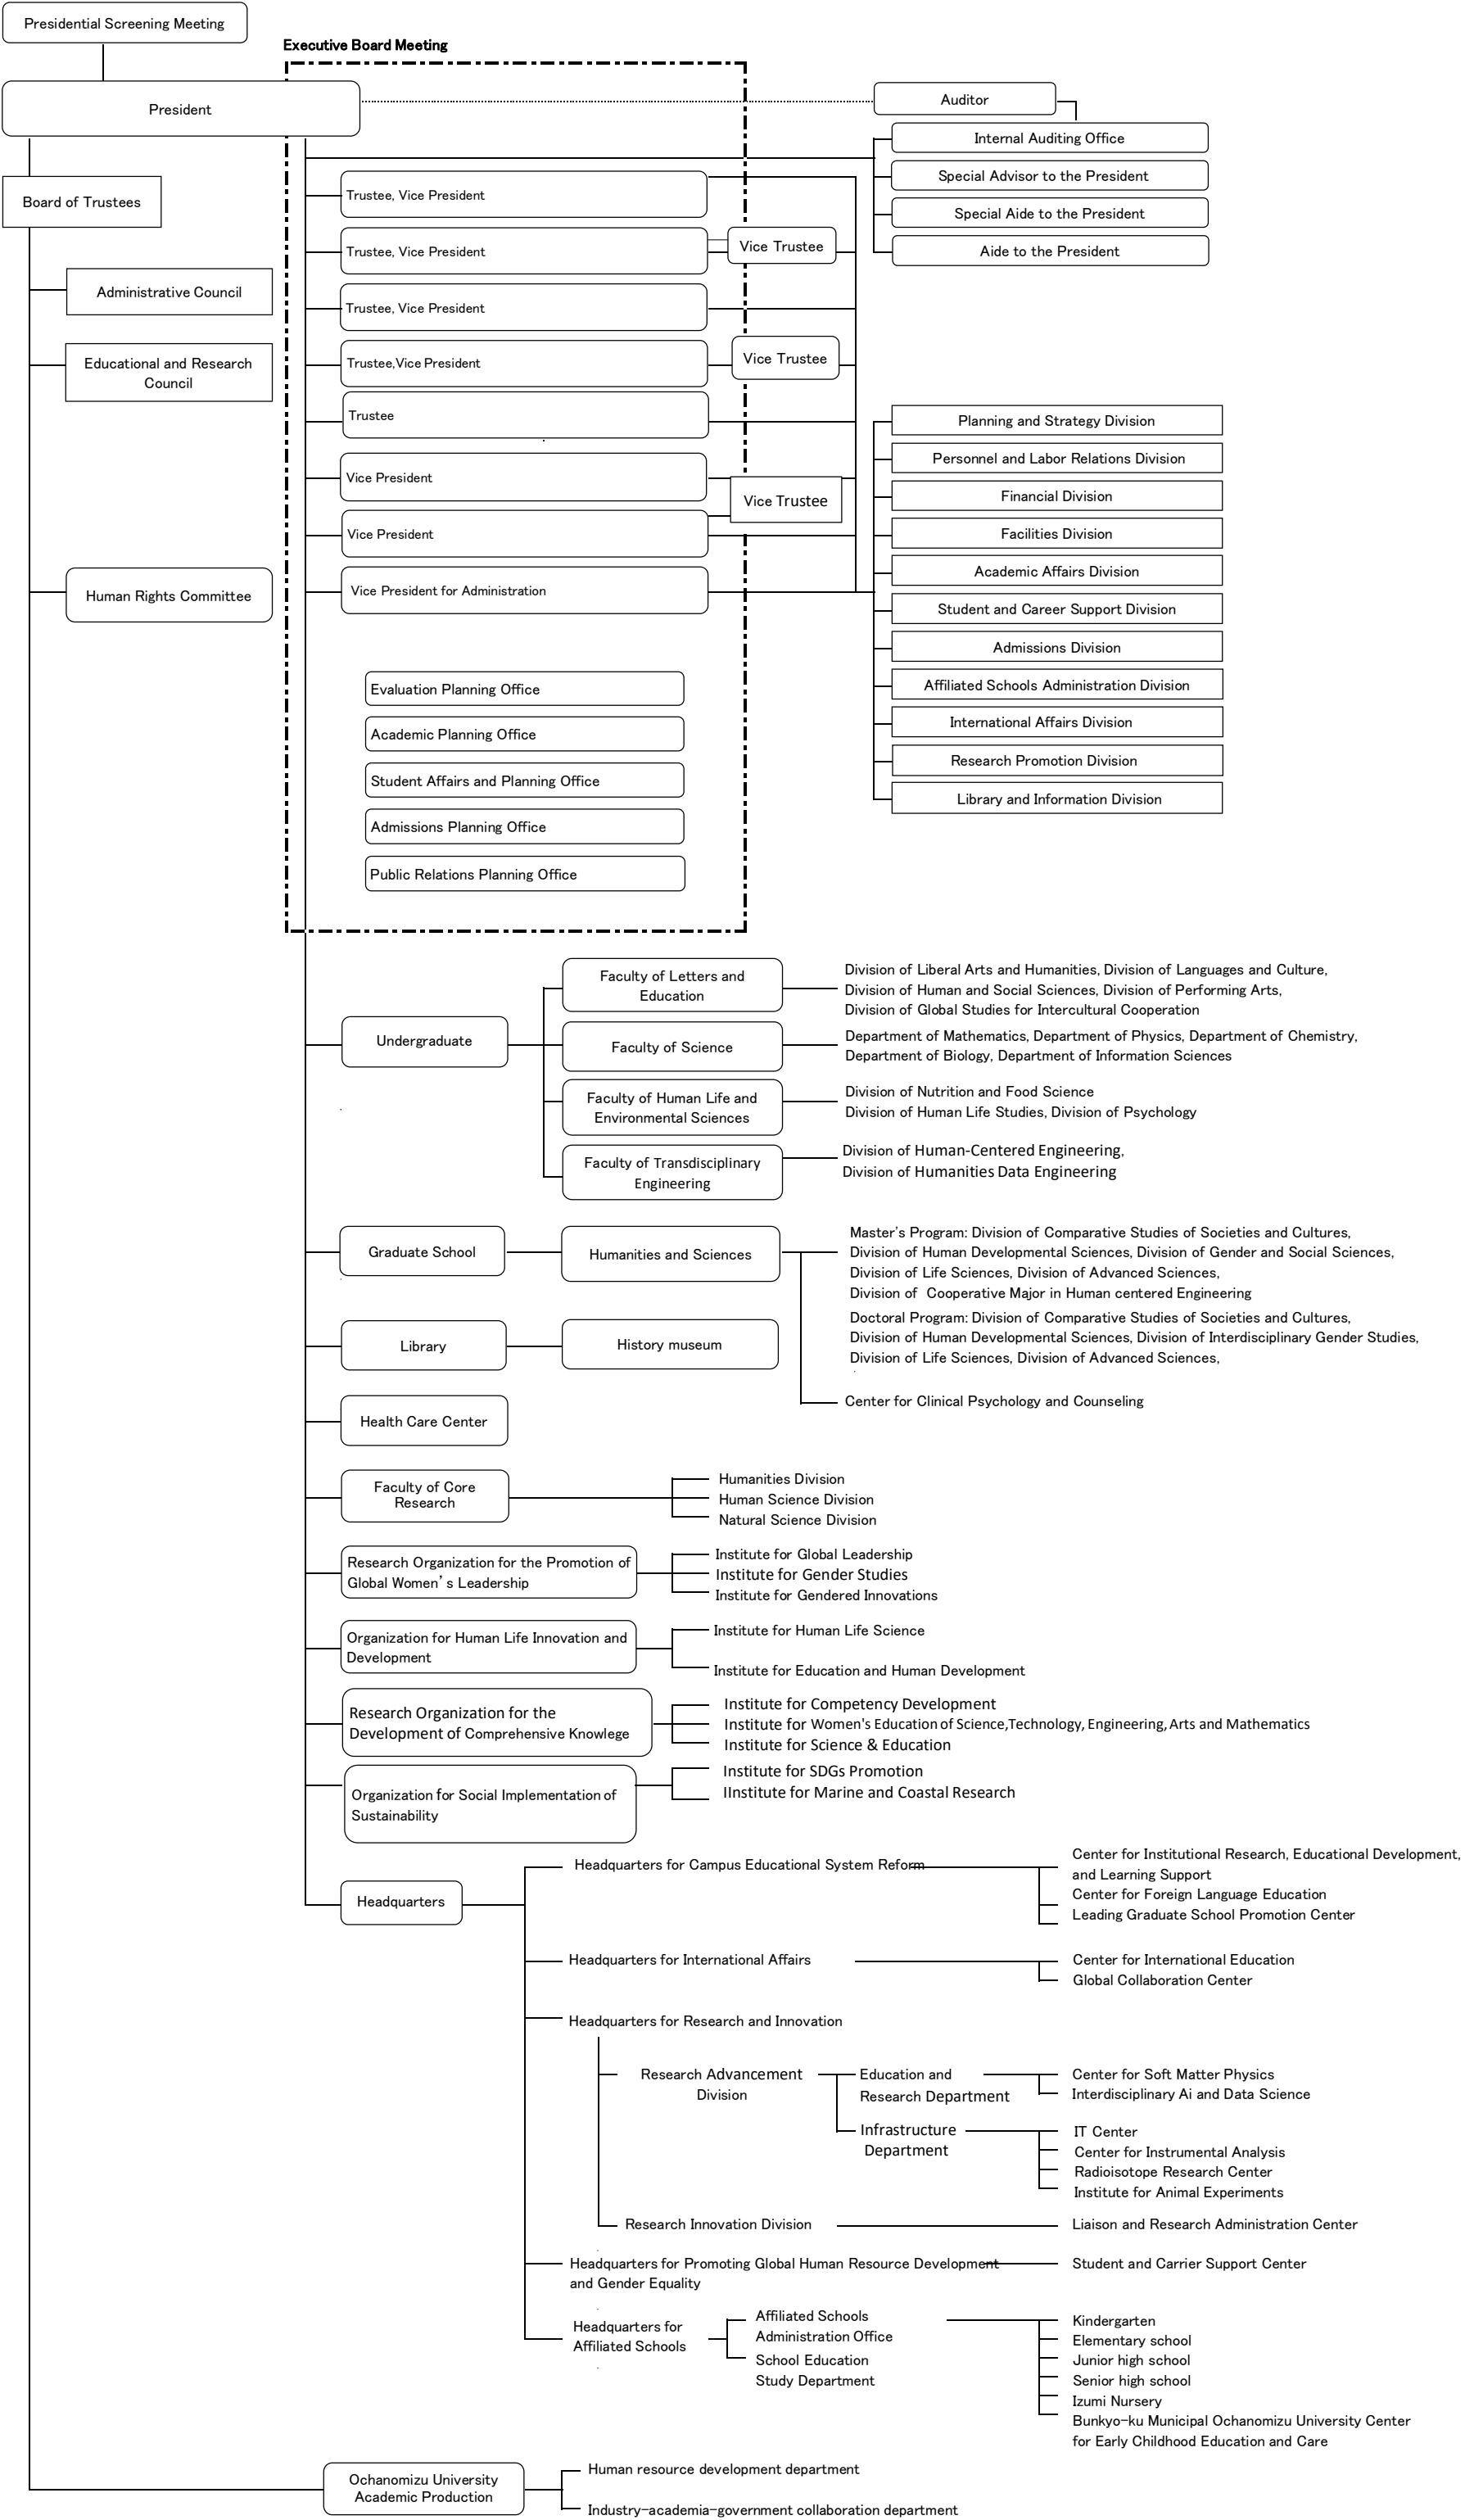 Presidential Screening Meeting
Executive Board Meeting
President
Auditor
Internal Auditing Office
Special Advisor to the President
Special Aide to the President
Aide to the President
Board of Trustees
Administrative Council
Educational and Research
Council
Human Rights Committee
Trustee, Vice President
Trustee, Vice President
Vice Trustee
Trustee, Vice President
Trustee,Vice President
Vice Trustee
Trustee
Vice President
Vice Trustee
Vice President
Vice President for Administration
Planning and Strategy Division
Personnel and Labor Relations Division
Financial Division
Facilities Division
Academic Affairs Division
Student and Career Support Division
Admissions Division
Affiliated Schools Administration Division
International Affairs Division
Research Promotion Division
Library and Information Division
Evaluation Planning Office
Academic Planning Office
Student Affairs and Planning Office
Admissions Planning Office
Public Relations Planning Office
Undergraduate
Faculty of Letters and
Education
Division of Liberal Arts and Humanities, Division of Languages and Culture,
Division of Human and Social Sciences, Division of Performing Arts,
Division of Global Studies for Intercultural Cooperation
Faculty of Science
Department of Mathematics, Department of Physics, Department of Chemistry,
Department of Biology, Department of Information Sciences
Faculty of Human Life and
Environmental Sciences
Division of Nutrition and Food Science
Division of Human Life Studies, Division of Psychology
Faculty of Transdisciplinary
Engineering
Division of Human-Centered Engineering,
Division of Humanities Data Engineering
Graduate School
Humanities and Sciences
Master's Program: Division of Comparative Studies of Societies and Cultures,
Division of Human Developmental Sciences, Division of Gender and Social Sciences,
Division of Life Sciences, Division of Advanced Sciences,
Division of Cooperative Major in Human centered Engineering
Doctoral Program: Division of Comparative Studies of Societies and Cultures,
Division of Human Developmental Sciences, Division of Interdisciplinary Gender Studies,
Division of Life Sciences, Division of Advanced Sciences,
Center for Clinical Psychology and Counseling
Library
History museum
Health Care Center
Faculty of Core
Research
Humanities Division
Human Science Division
Natural Science Division
Research Organization for the Promotion of
Global Women's Leadership
Institute for Global Leadership
Institute for Gender Studies
Institute for Gendered Innovations
Organization for Human Life Innovation and
Development
Institute for Human Life Science
Institute for Education and Human Development
Research Organization for the
Development of Comprehensive Knowlege
Institute for Competency Development
Institute for Women's Education of Science,Technology, Engineering, Arts and Mathematics
Institute for Science & Education
Organization for Social Implementation of
Sustainability
Institute for SDGs Promotion
IInstitute for Marine and Coastal Research
Headquarters
Headquarters for Campus Educational System Reform
Center for Institutional Research, Educational Development,
and Learning Support
Center for Foreign Language Education
Leading Graduate School Promotion Center
Headquarters for International Affairs
Center for International Education
Global Collaboration Center
Headquarters for Research and Innovation
Research Advancement
Division
Education and
Research Department
Center for Soft Matter Physics
Interdisciplinary Ai and Data Science
Infrastructure
Department
IT Center
Center for Instrumental Analysis
Radioisotope Research Center
Institute for Animal Experiments
Research Innovation Division
Liaison and Research Administration Center
Headquarters for Promoting Global Human Resource Development
and Gender Equality
Student and Carrier Support Center
Headquarters for
Affiliated Schools
Affiliated Schools
Administration Office
School Education
Study Department
Kindergarten
Elementary school
Junior high school
Senior high school
Izumi Nursery
Bunkyo-ku Municipal Ochanomizu University Center
for Early Childhood Education and Care
Ochanomizu University
Academic Production
Human resource development department
Industry-academia-government collaboration department